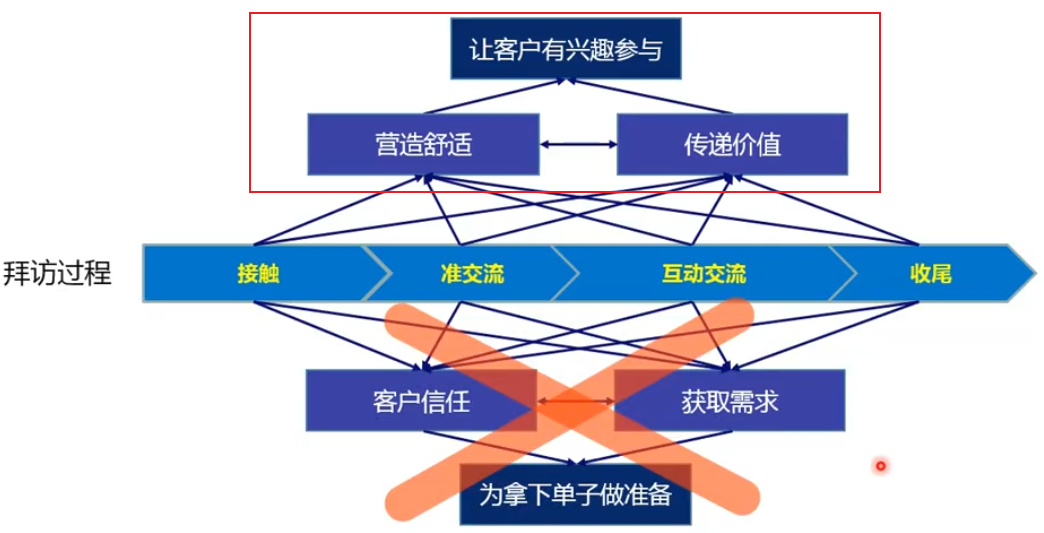 让客户有兴趣参与
营造舒适
传递价值
拜访过程
接触
准交流
互动交流
收尾
客户信任
获取需求
为拿下单子做准备